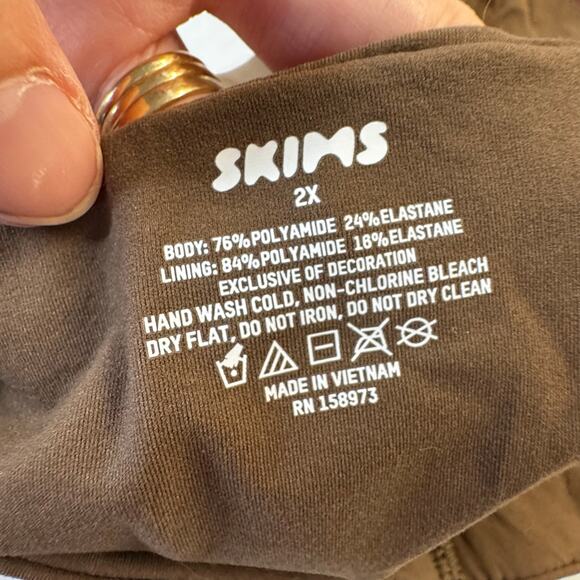 SKIMS
2X
BODY: 76%POLYAMIDE 24%ELASTANE
LINING: 84%POLYAMIDE 16%ELASTANE
EXCLUSIVE OF DECORATION
HAND WASH COLD, NON-CHLORINE BLEACH
DRY FLAT, DO NOT IRON, DO NOT DRY CLEAN
MADE IN VIETNAM
RN 158973